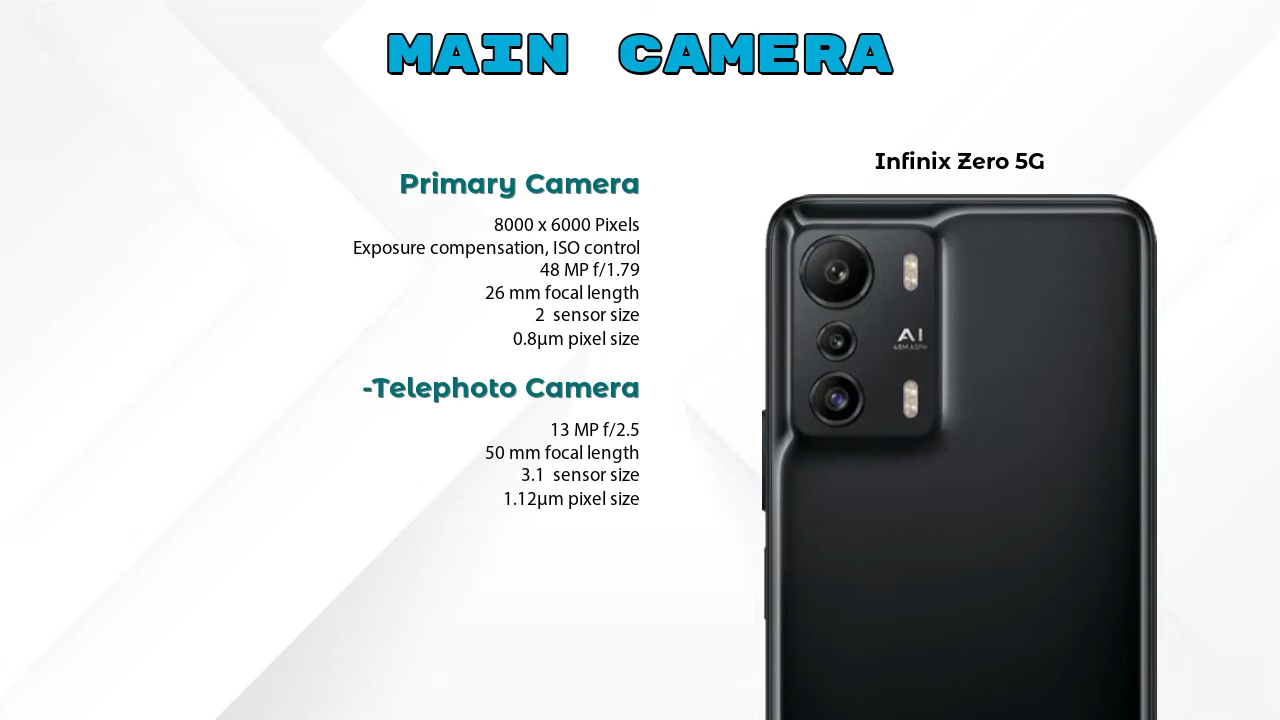 MAIN CAMERA
Infinix Zero 5G
Primary Camera
8000 x 6000 Pixels
Exposure compensation, ISO control
48 MP f/1.79
26 mm focal length
2  sensor size
0.8µm pixel size
-Telephoto Camera
13 MP f/2.5
50 mm focal length
3.1  sensor size
1.12µm pixel size
AI
48M ASPH